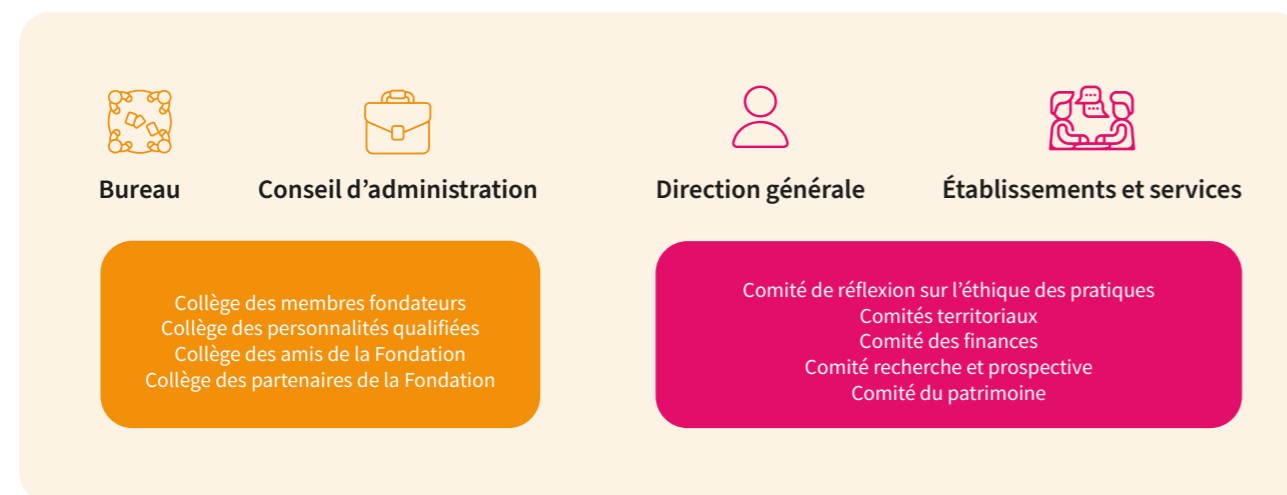 Bureau
Conseil d’administration
Collège des membres fondateurs
Collège des personnalités qualifiées
Collège des amis de la Fondation
Collège des partenaires de la Fondation
Direction générale
Établissements et services
Comité de réflexion sur l’éthique des pratiques
Comités territoriaux
Comité des finances
Comité recherche et prospective
Comité du patrimoine